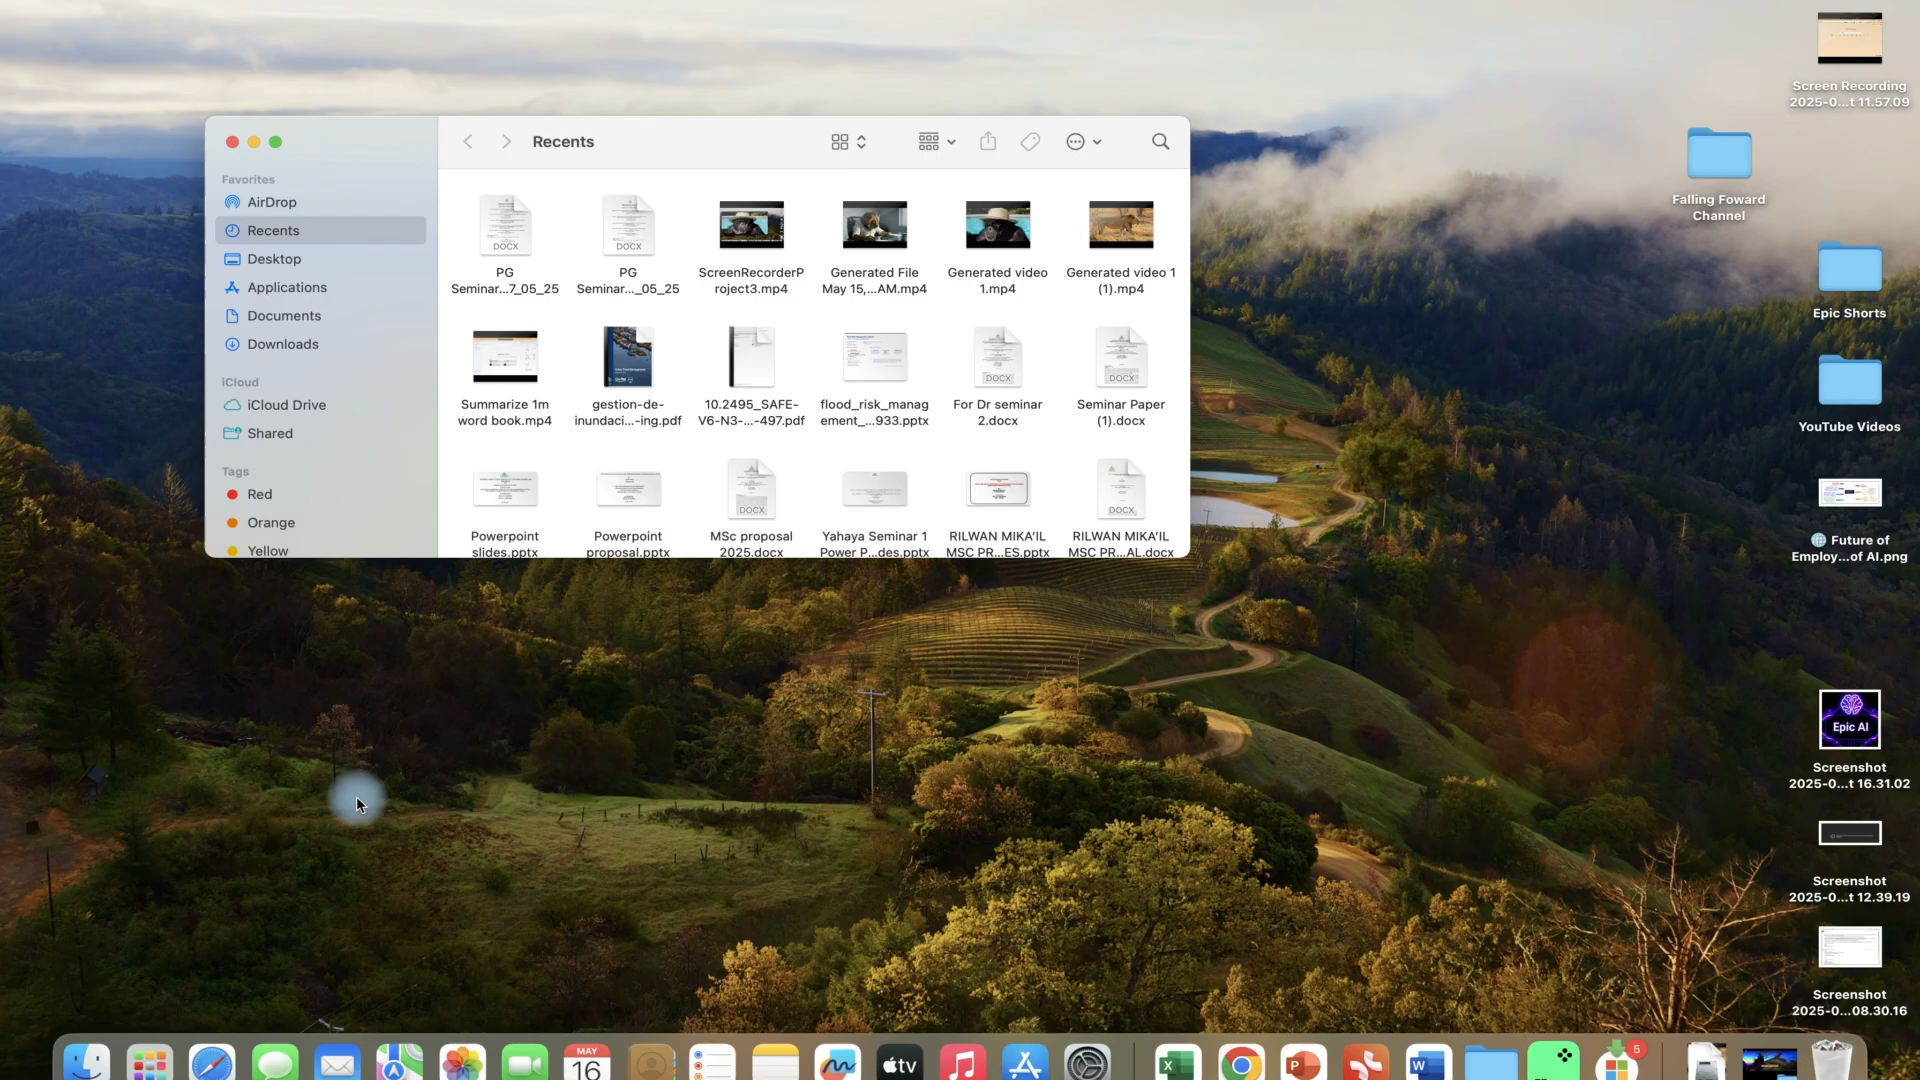 Screen Recording
2025-0...t 11.57.09
Falling Foward
Channel
Epic Shorts
YouTube Videos
Future of
Employ...of AI.png
Epic AI
Screenshot
2025-0...t 16.31.02
Screenshot
2025-0...t 12.39.19
Screenshot
2025-0...08.30.16
Recents
Favorites
AirDrop
Recents
Desktop
Applications
Documents
Downloads
iCloud
iCloud Drive
Shared
Tags
Red
Orange
Yellow
DOCX
PG
Seminar...7_05_25
DOCX
PG
Seminar..._05_25
ScreenRecorderP
roject3.mp4
Generated File
May 15,...AM.mp4
Generated video
1.mp4
Generated video 1
(1).mp4
Summarize 1m
word book.mp4
gestion-de-
inundaci...-ing.pdf
10.2495_SAFE-
V6-N3-...-497.pdf
flood_risk_manag
ement_...933.pptx
DOCX
For Dr seminar
2.docx
DOCX
Seminar Paper
(1).docx
Powerpoint
slides.pptx
Powerpoint
proposal.pptx
DOCX
MSc proposal
2025.docx
Yahaya Seminar 1
Power P...des.pptx
RILWAN MIKA'IL
MSC PR...ES.pptx
DOCX
RILWAN MIKA'IL
MSC PR...AL.docx
MAY
16
tv
X
P
W
5